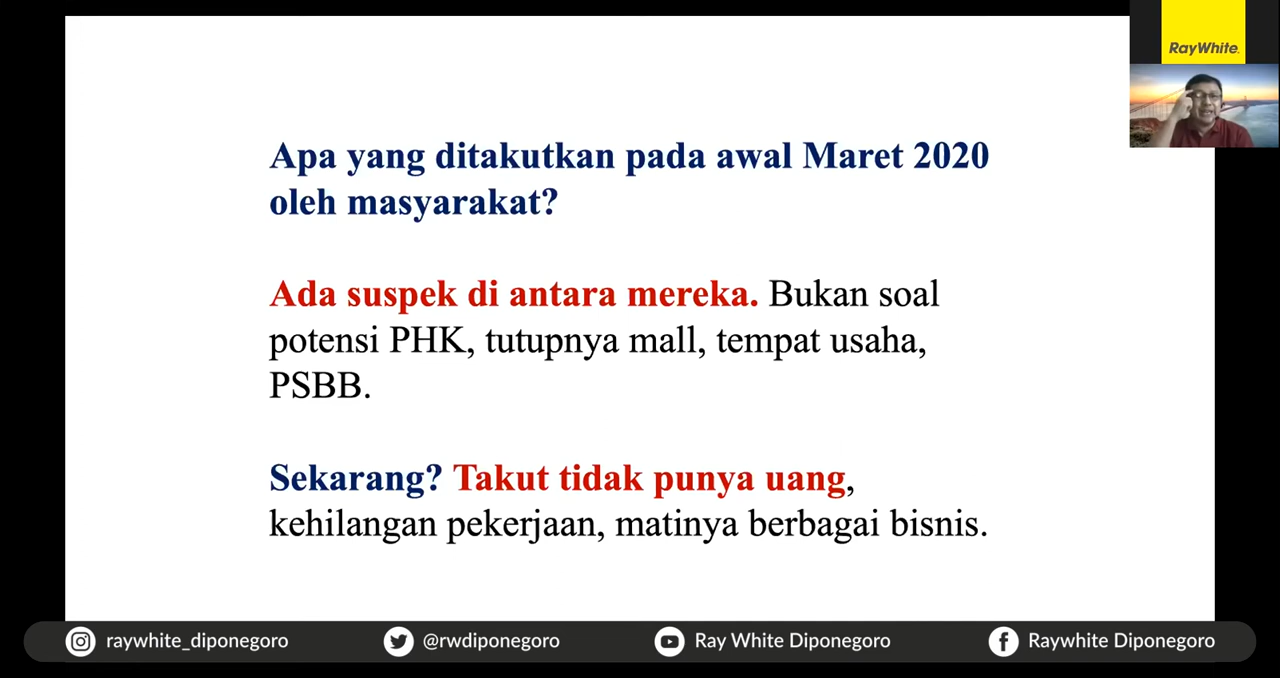 RayWhite.
Apa yang ditakutkan pada awal Maret 2020
oleh masyarakat?
Ada suspek di antara mereka. Bukan soal
potensi PHK, tutupnya mall, tempat usaha,
PSBB.
Sekarang? Takut tidak punya uang,
kehilangan pekerjaan, matinya berbagai bisnis.
raywhite_diponegoro
@rwdiponegoro
Ray White Diponegoro
Raywhite Diponegoro